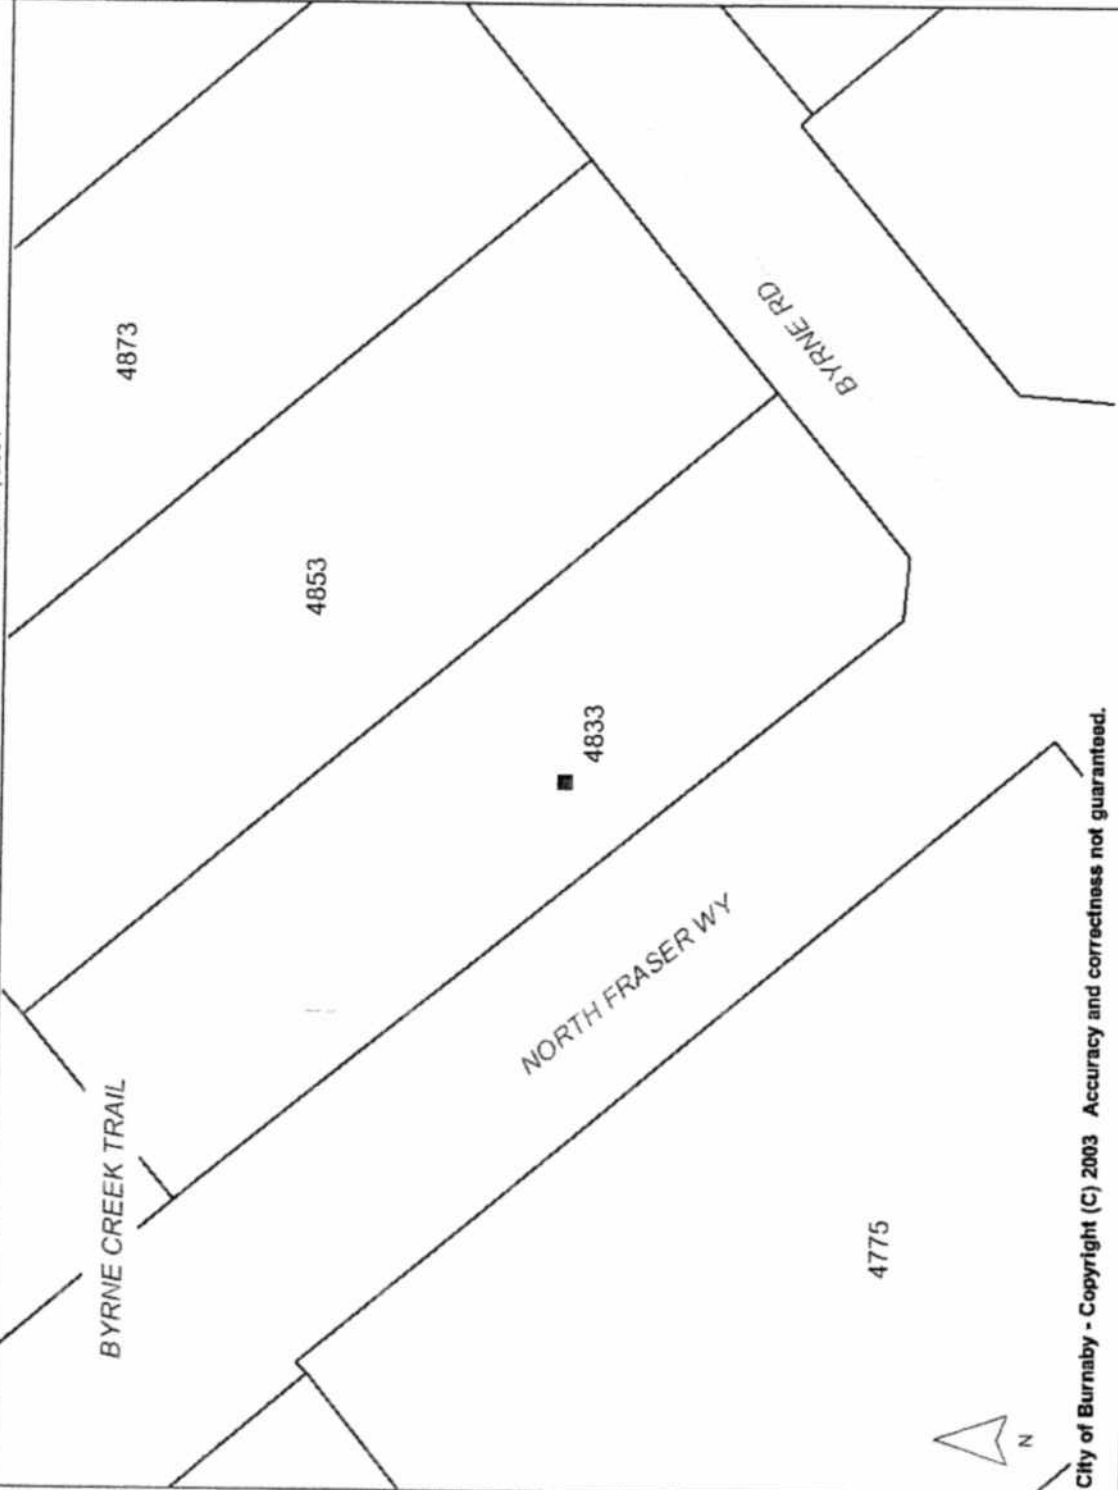 4873
4853
4833
BYRNE RD
BYRNE CREEK TRAIL
NORTH FRASER WY
4775
N
City of Burnaby - Copyright (C) 2003 Accuracy and correctness not guaranteed.